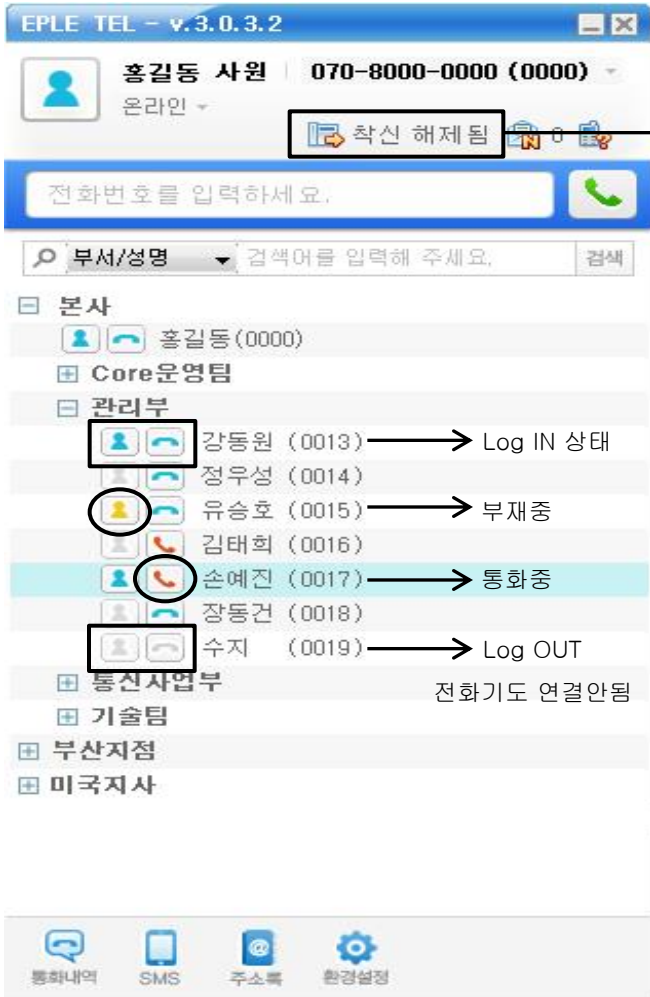 EPLE TEL - v.3.0.3.2
홍길동 사원 070-8000-0000 (0000)
온라인
착신 해제됨 N 0 ?
전화번호를 입력하세요.
부서/성명 검색어를 입력해 주세요. 검색
본사
홍길동(0000)
Core운영팀
관리부
강동원 (0013) Log IN 상태
정우성 (0014)
유승호 (0015) 부재중
김태희 (0016)
손예진 (0017) 통화중
장동건 (0018)
수지 (0019) Log OUT
통신사업부 전화기도 연결안됨
기술팀
부산지점
미국지사
@
통화내역 SMS 주소록 환경설정